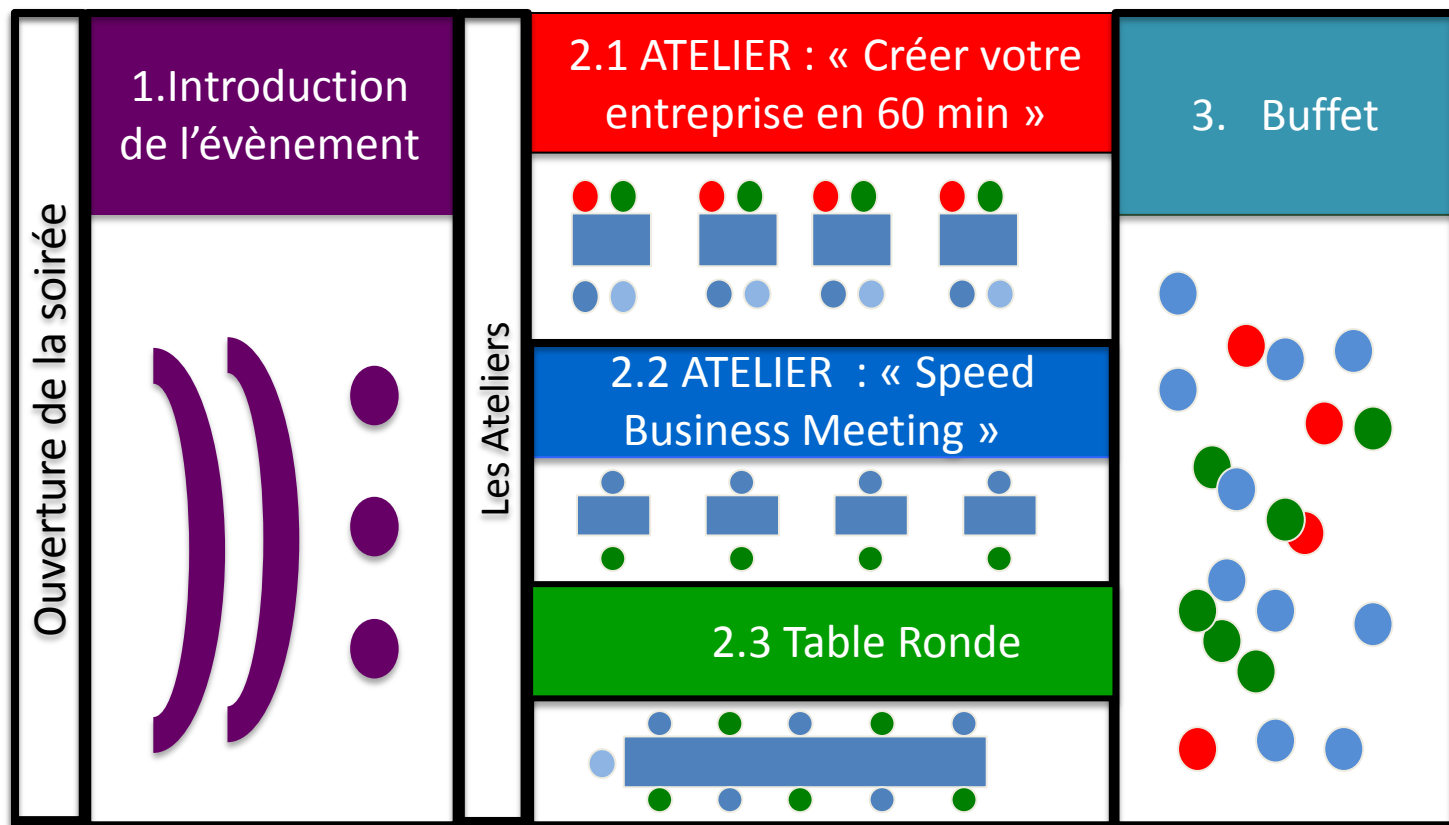 Ouverture de la soirée
1.Introduction
de l’évènement
Les Ateliers
2.1 ATELIER : « Créer votre
entreprise en 60 min »
2.2 ATELIER : « Speed
Business Meeting »
2.3 Table Ronde
3. Buffet